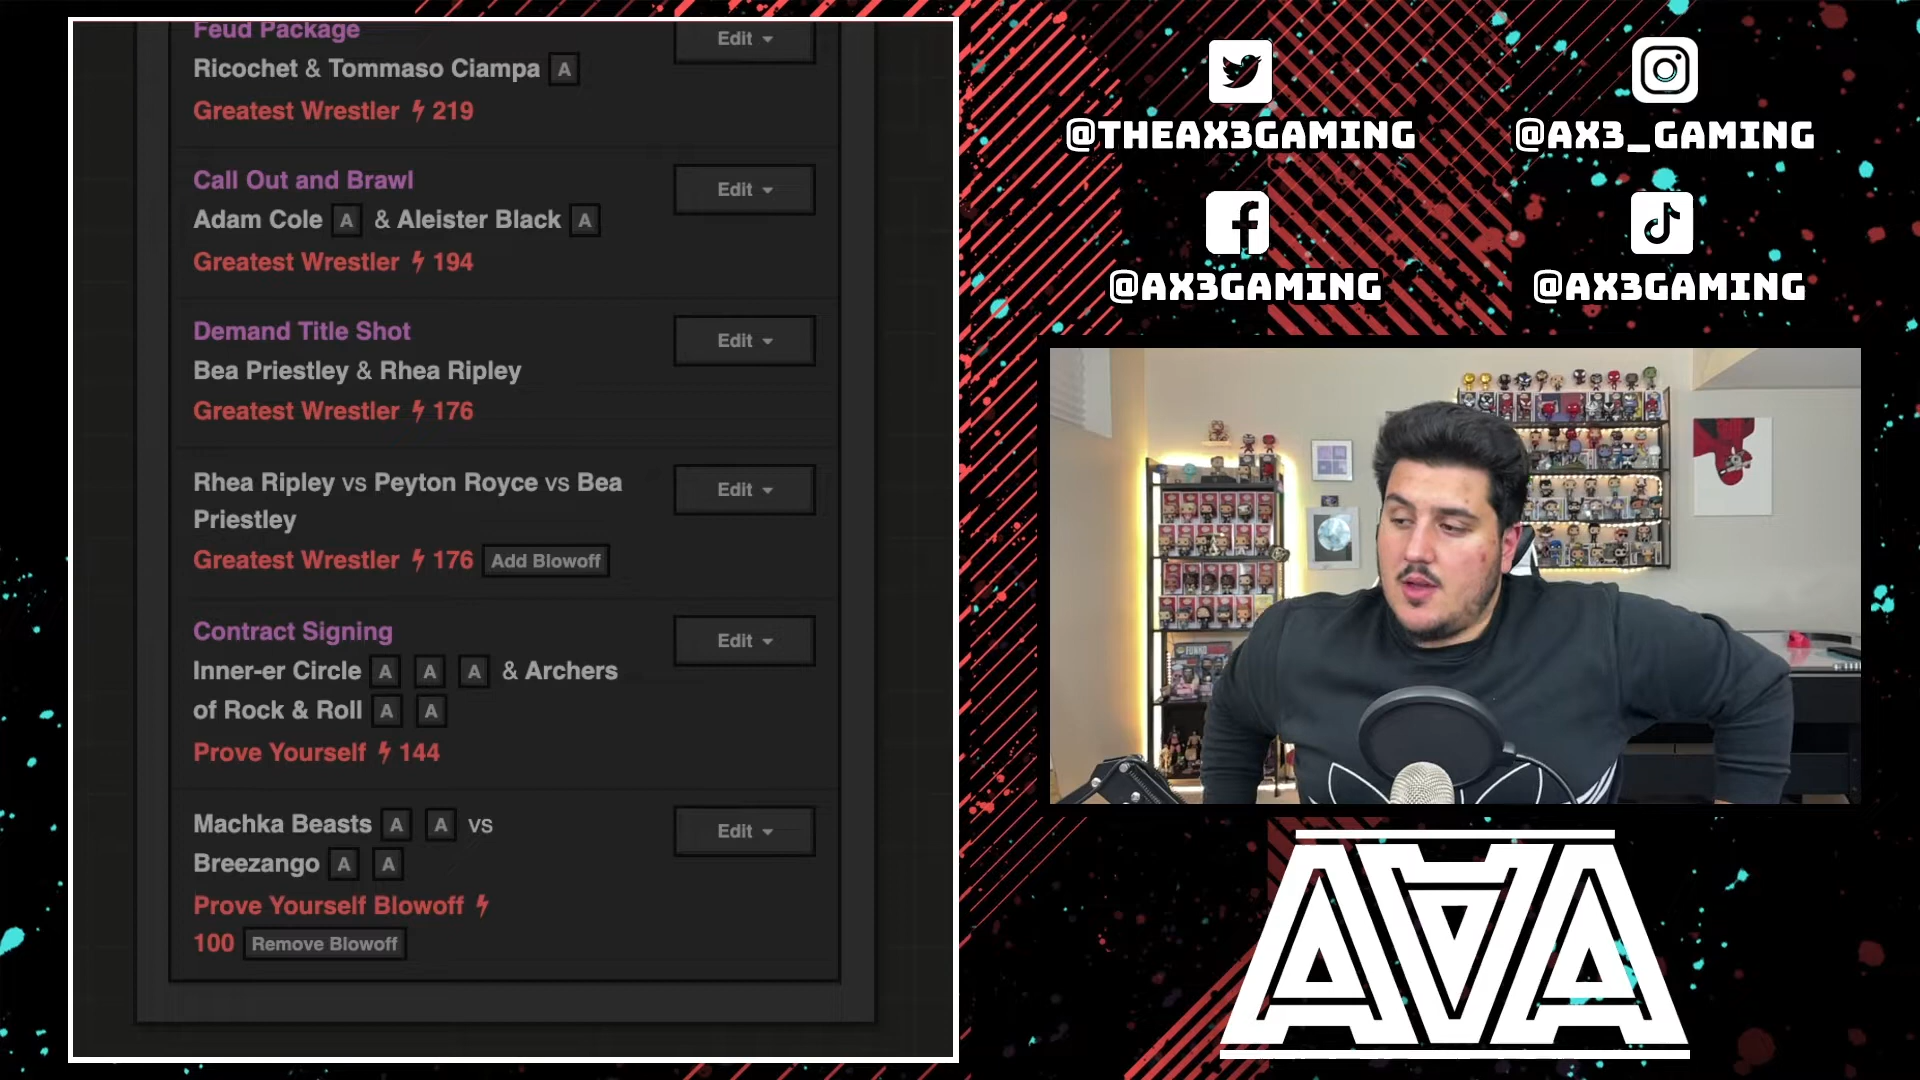 Feud Package
Edit
Ricochet & Tommaso Ciampa A
Greatest Wrestler 219
Call Out and Brawl
Edit
Adam Cole A & Aleister Black A
Greatest Wrestler 194
Demand Title Shot
Edit
Bea Priestley & Rhea Ripley
Greatest Wrestler 176
Rhea Ripley vs Peyton Royce vs Bea
Priestley
Edit
Greatest Wrestler 176 Add Blowoff
Contract Signing
Edit
Inner-er Circle A A A & Archers
of Rock & Roll A A
Prove Yourself 144
Machka Beasts A A vs
Breezango A A
Edit
Prove Yourself Blowoff
100 Remove Blowoff
@THEAX3GAMING
@AX3_GAMING
@AX3GAMING
@AX3GAMING